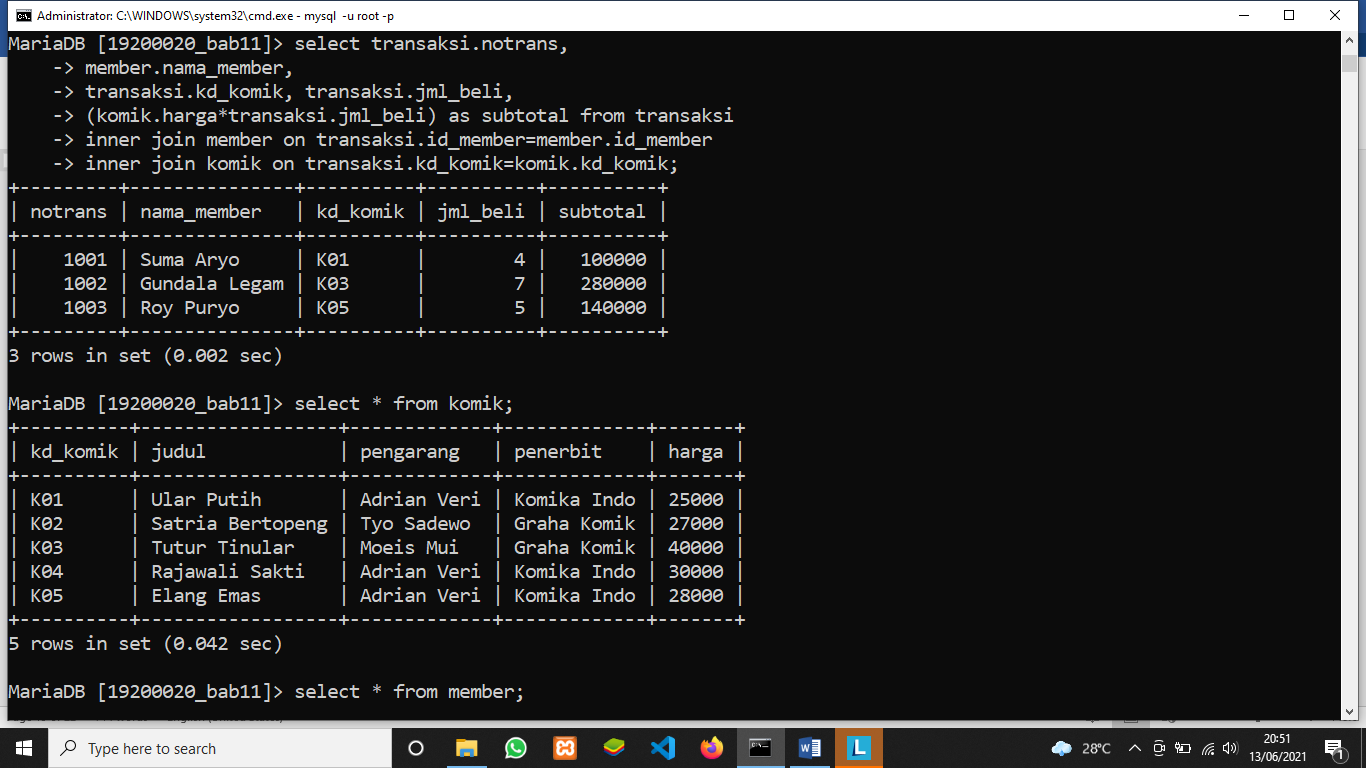 Administrator: C:\WINDOWS\system32\cmd.exe - mysql -u root -p
MariaDB [19200020_bab11]> select transaksi.notrans,
    -> member.nama_member,
    -> transaksi.kd_komik, transaksi.jml_beli,
    -> (komik.harga*transaksi.jml_beli) as subtotal from transaksi
    -> inner join member on transaksi.id_member=member.id_member
    -> inner join komik on transaksi.kd_komik=komik.kd_komik;
+---------+---------------+----------+----------+----------+
| notrans | nama_member   | kd_komik | jml_beli | subtotal |
+---------+---------------+----------+----------+----------+
|    1001 | Suma Aryo     | K01      |        4 |   100000 |
|    1002 | Gundala Legam | K03      |        7 |   280000 |
|    1003 | Roy Puryo     | K05      |        5 |   140000 |
+---------+---------------+----------+----------+----------+
3 rows in set (0.002 sec)
MariaDB [19200020_bab11]> select * from komik;
+----------+------------------+-------------+-------------+-------+
| kd_komik | judul            | pengarang   | penerbit    | harga |
+----------+------------------+-------------+-------------+-------+
| K01      | Ular Putih       | Adrian Veri | Komika Indo | 25000 |
| K02      | Satria Bertopeng | Tyo Sadewo  | Graha Komik | 27000 |
| K03      | Tutur Tinular    | Moeis Mui   | Graha Komik | 40000 |
| K04      | Rajawali Sakti   | Adrian Veri | Komika Indo | 30000 |
| K05      | Elang Emas       | Adrian Veri | Komika Indo | 28000 |
+----------+------------------+-------------+-------------+-------+
5 rows in set (0.042 sec)
MariaDB [19200020_bab11]> select * from member;
Type here to search
28°C
20:51
13/06/2021
1